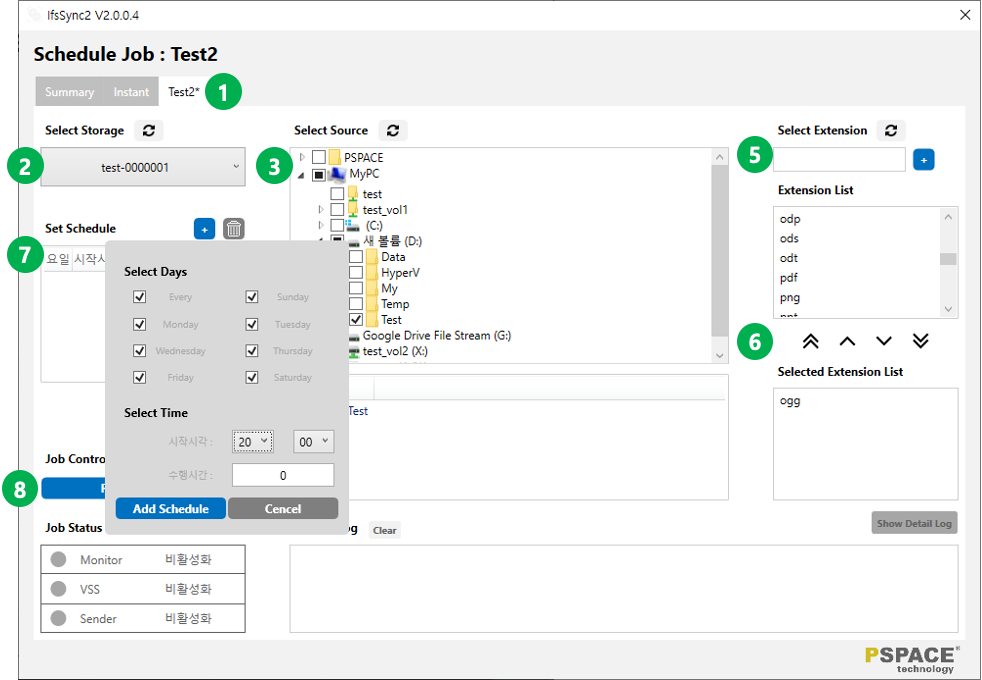 IfsSync2 V2.0.0.4
Schedule Job : Test2
Summary
Instant
Test2*
1
Select Storage
2
test-0000001
Select Source
3
PSPACE
MyPC
test
test_vol1
(C:)
새 볼륨 (D:)
Data
HyperV
My
Temp
Test
Google Drive File Stream (G:)
test_vol2 (X:)
Test
Select Extension
5
+
Extension List
odp
ods
odt
pdf
png
6
Selected Extension List
ogg
Set Schedule
+
7
요일
시작시
Select Days
Every
Sunday
Monday
Tuesday
Wednesday
Thursday
Friday
Saturday
Select Time
시작시각 :
20
00
수행시간 :
0
Add Schedule
Cencel
Job Contro
8
Job Status
Monitor 비활성화
VSS 비활성화
Sender 비활성화
Clear
Show Detail Log
PSPACE
technology